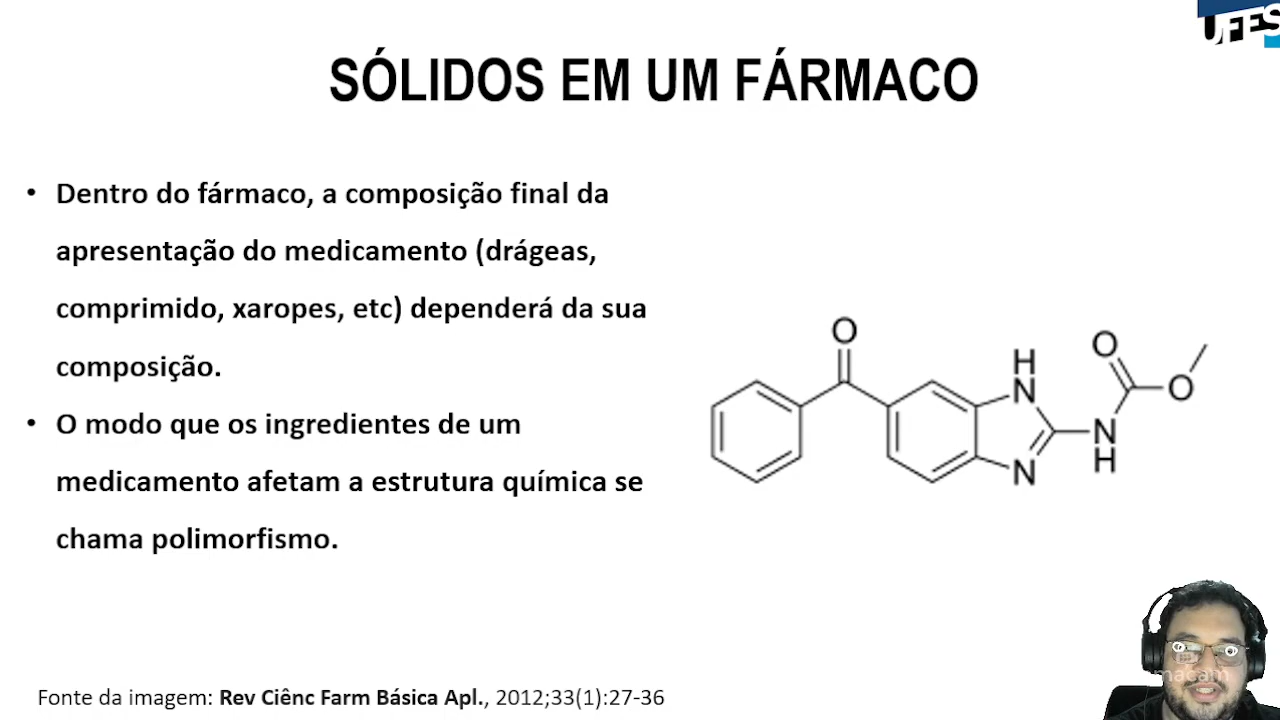 UFES
SÓLIDOS EM UM FÁRMACO
• Dentro do fármaco, a composição final da
apresentação do medicamento (drágeas,
comprimido, xaropes, etc) dependerá da sua
composição.
• O modo que os ingredientes de um
medicamento afetam a estrutura química se
chama polimorfismo.
O
H
N
N
O
O
N
H
macam
Fonte da imagem: Rev Ciênc Farm Básica Apl., 2012;33(1):27-36